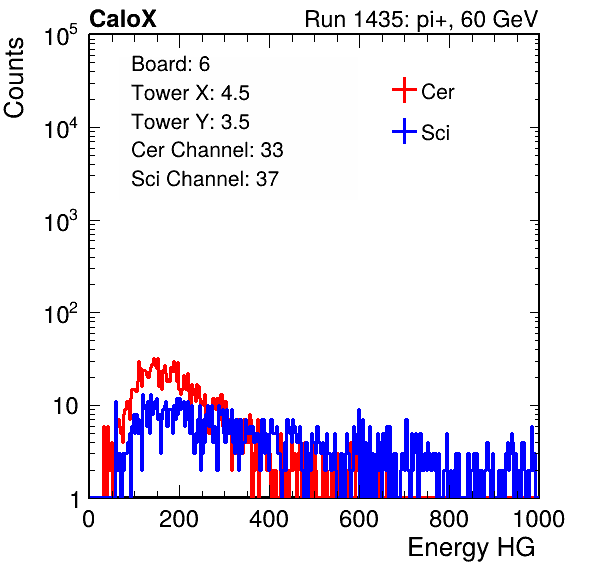 CaloX Run 1435: pi+, 60 GeV
Counts
10^5
10^4
10^3
10^2
10
1
Board: 6
Tower X: 4.5
Tower Y: 3.5
Cer Channel: 33
Sci Channel: 37
Cer
Sci
0 200 400 600 800 1000
Energy HG